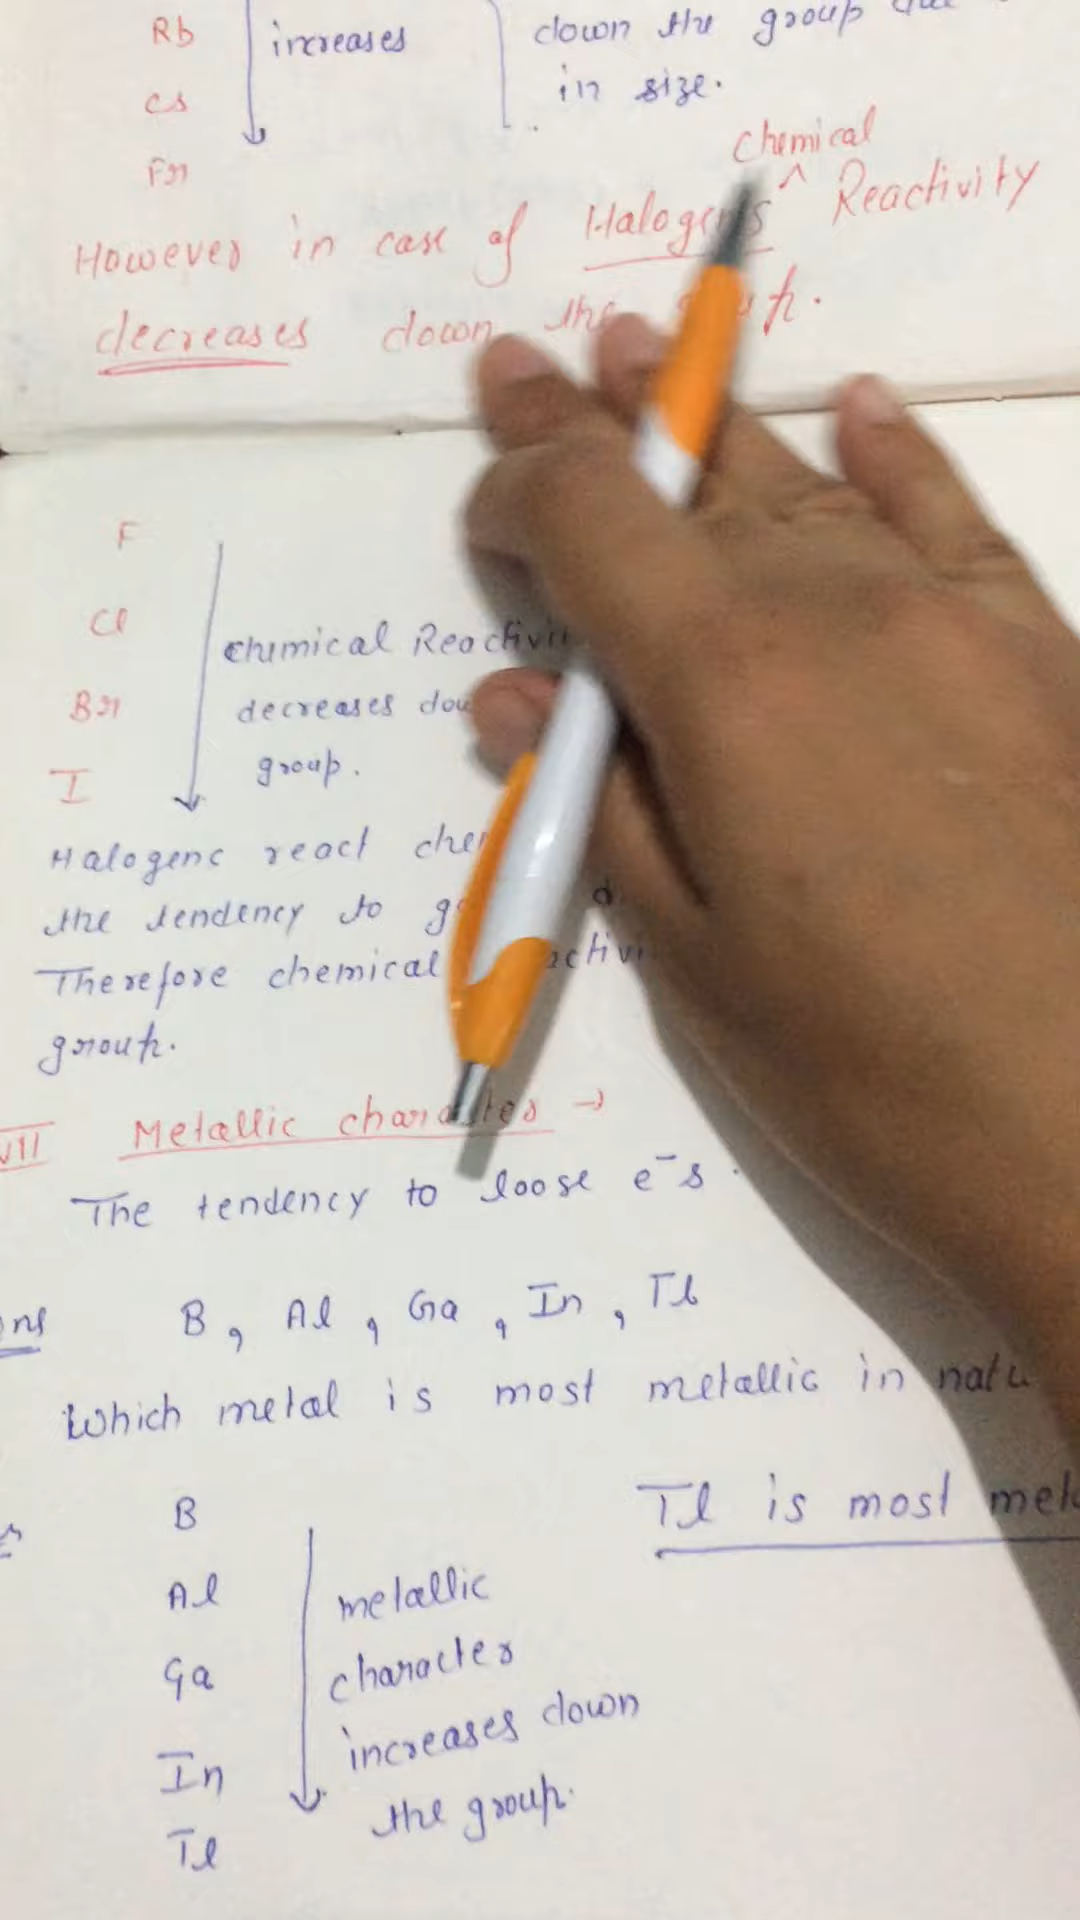 Rb
increases
down the group
in size.
Cs
Fr
Chemical
However in case of Halogens ^ Reactivity
decreases down the
F
Cl
Chemical
Br
decreases
group.
I
Halogens react
the tendency to
Therefore chemical
group.
VII Metallic character →
The tendency to loose e⁻s.
B, Al, Ga, In, Tl
Which metal is most metallic in
B
Tl is most
Al
metallic
Ga
character
increases down
In
the group.
Tl